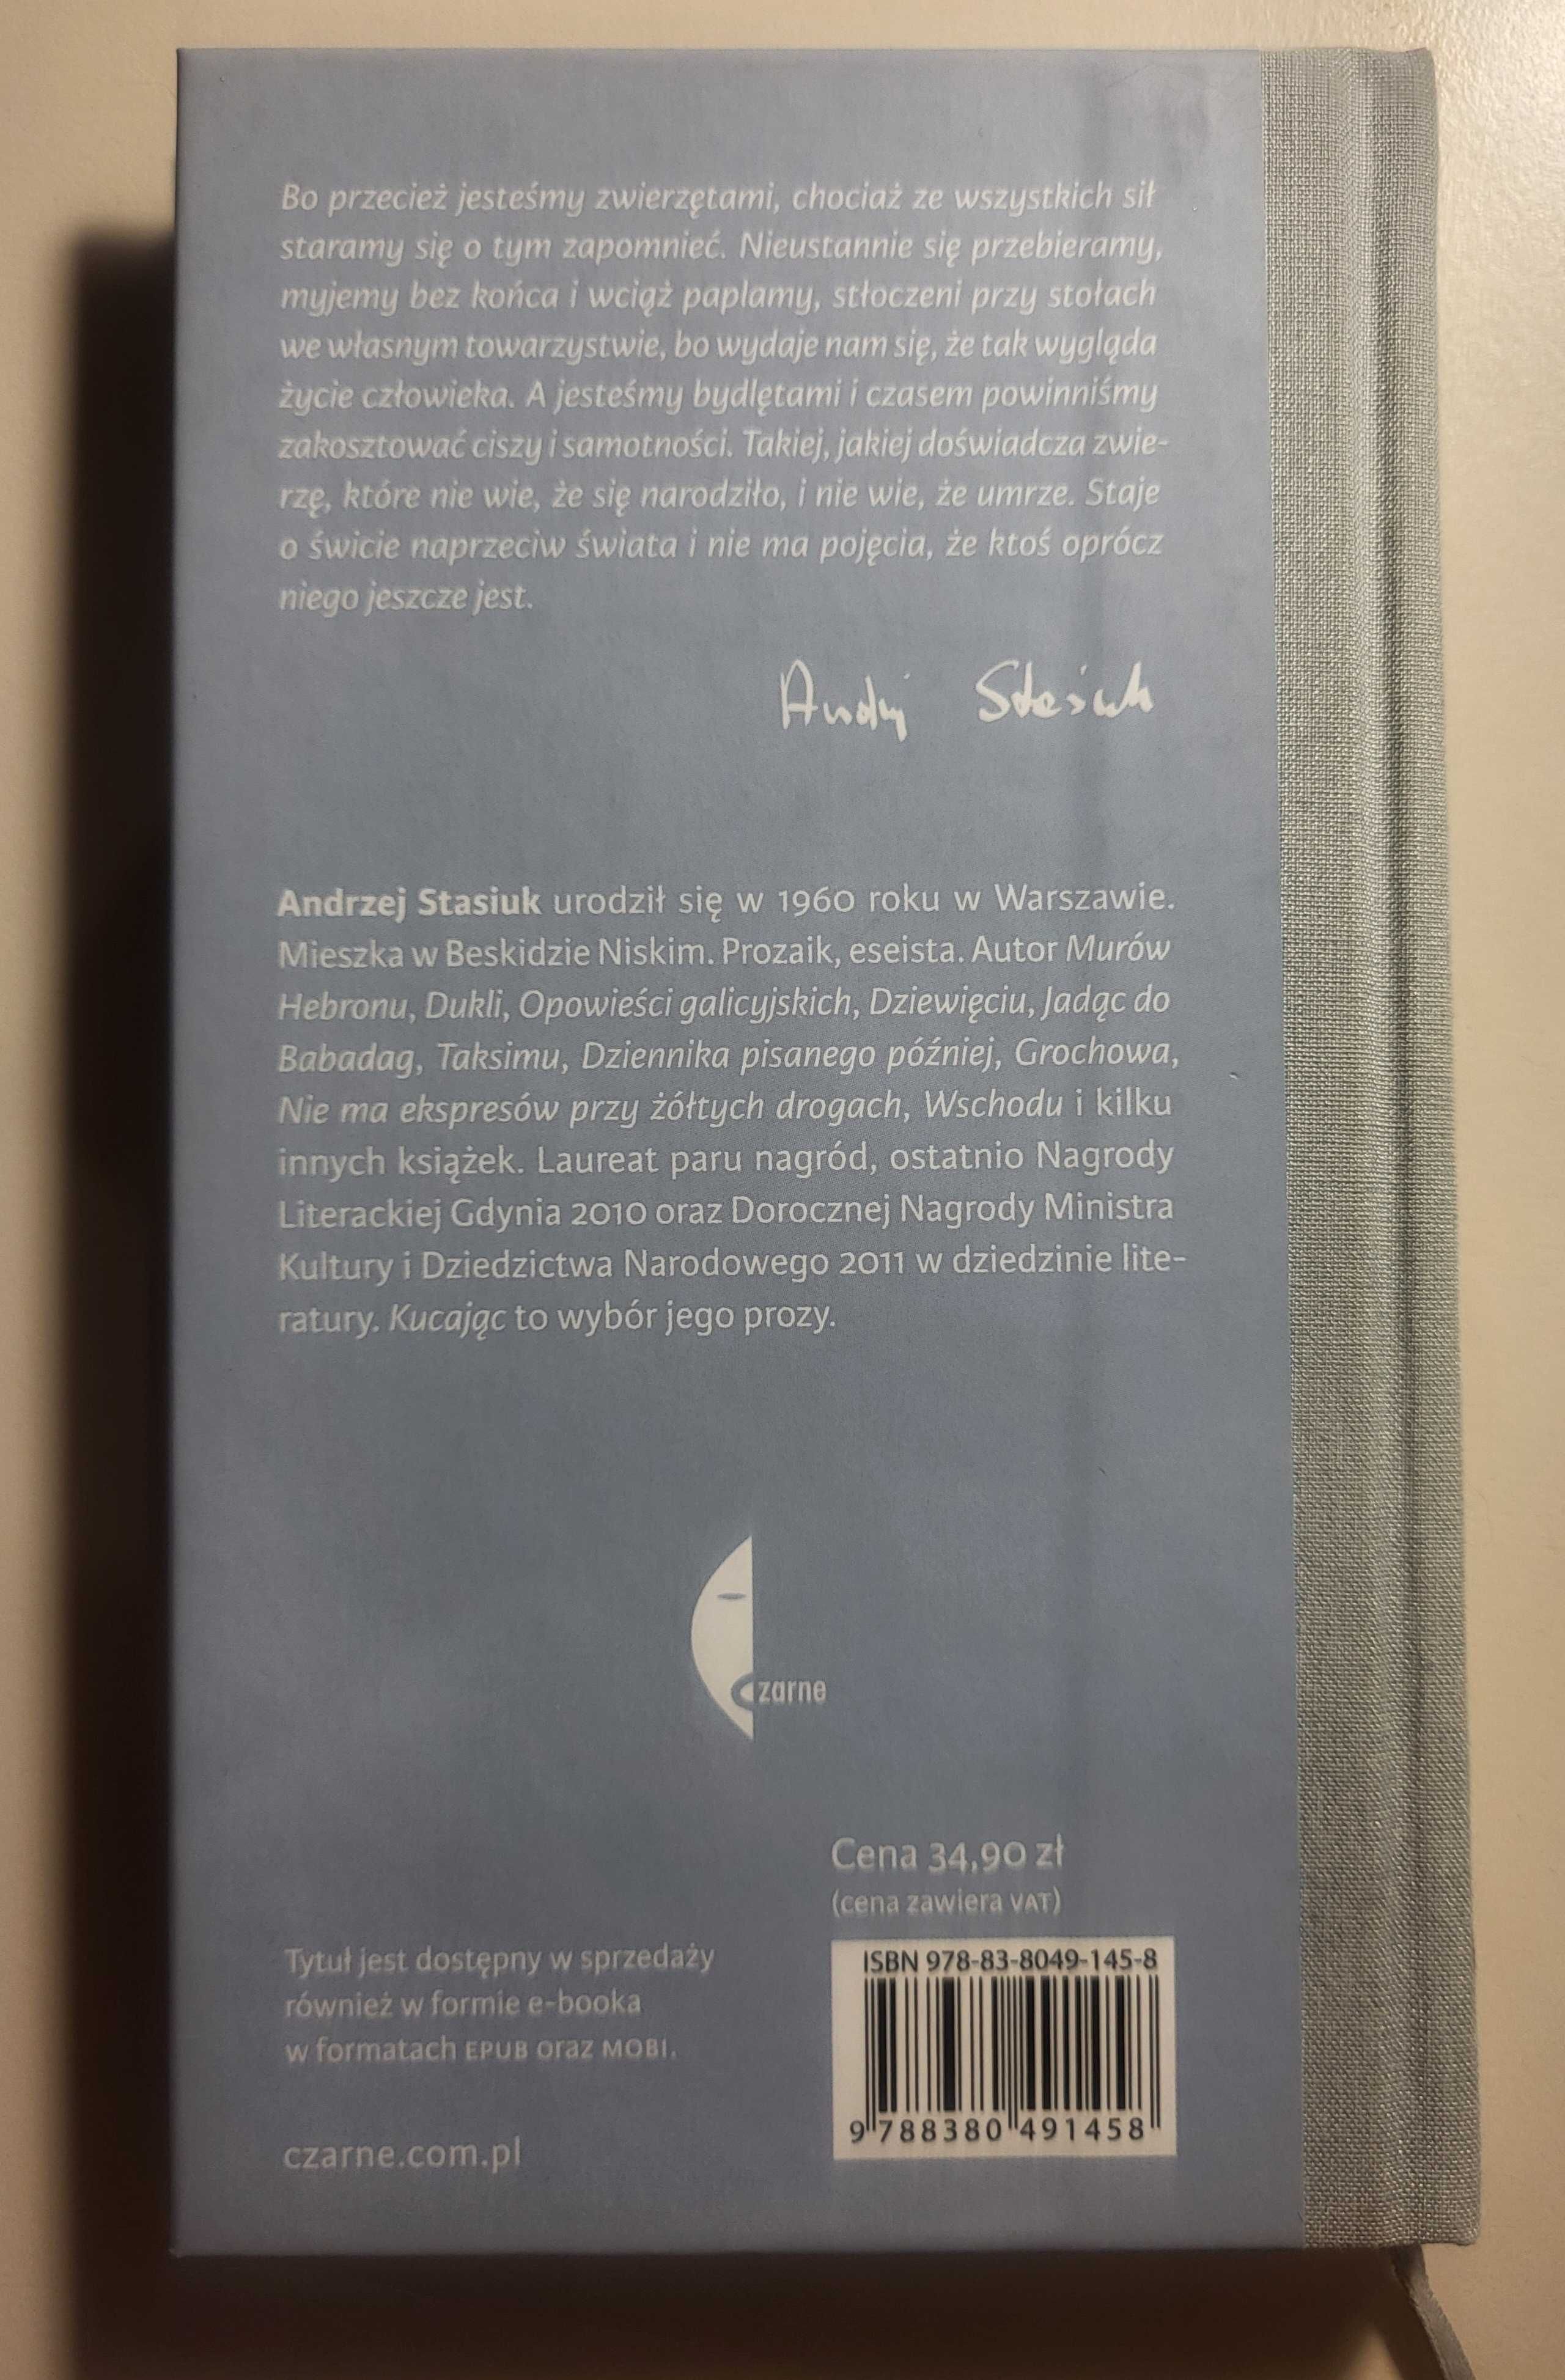 Bo przecież jesteśmy zwierzętami, chociaż ze wszystkich sił
staramy się o tym zapomnieć. Nieustannie się przebieramy,
myjemy bez końca i wciąż paplamy, stłoczeni przy stołach
we własnym towarzystwie, bo wydaje nam się, że tak wygląda
życie człowieka. A jesteśmy bydlętami i czasem powinniśmy
zakosztować ciszy i samotności. Takiej, jakiej doświadcza zwie-
rzę, które nie wie, że się narodziło, i nie wie, że umrze. Staje
o świcie naprzeciw świata i nie ma pojęcia, że ktoś oprócz
niego jeszcze jest.
Andrzej Stasiuk
Andrzej Stasiuk urodził się w 1960 roku w Warszawie.
Mieszka w Beskidzie Niskim. Prozaik, eseista. Autor Murów
Hebronu, Dukli, Opowieści galicyjskich, Dziewięciu, Jadąc do
Babadag, Taksimu, Dziennika pisanego później, Grochowa,
Nie ma ekspresów przy żółtych drogach, Wschodu i kilku
innych książek. Laureat paru nagród, ostatnio Nagrody
Literackiej Gdynia 2010 oraz Dorocznej Nagrody Ministra
Kultury i Dziedzictwa Narodowego 2011 w dziedzinie lite-
ratury. Kucając to wybór jego prozy.
czarne
Cena 34,90 zł
(cena zawiera VAT)
Tytuł jest dostępny w sprzedaży
również w formie e-booka
w formatach EPUB oraz MOBI.
czarne.com.pl
ISBN 978-83-8049-145-8
9 788380 491458